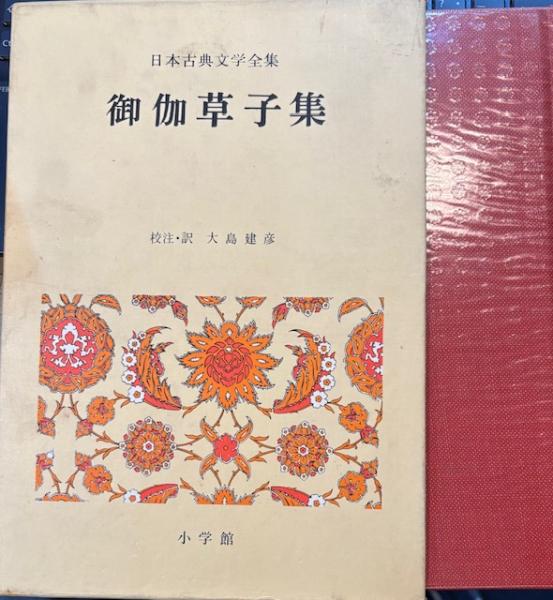 日本古典文学全集
御伽草子集
校注・訳 大島建彦
小学館